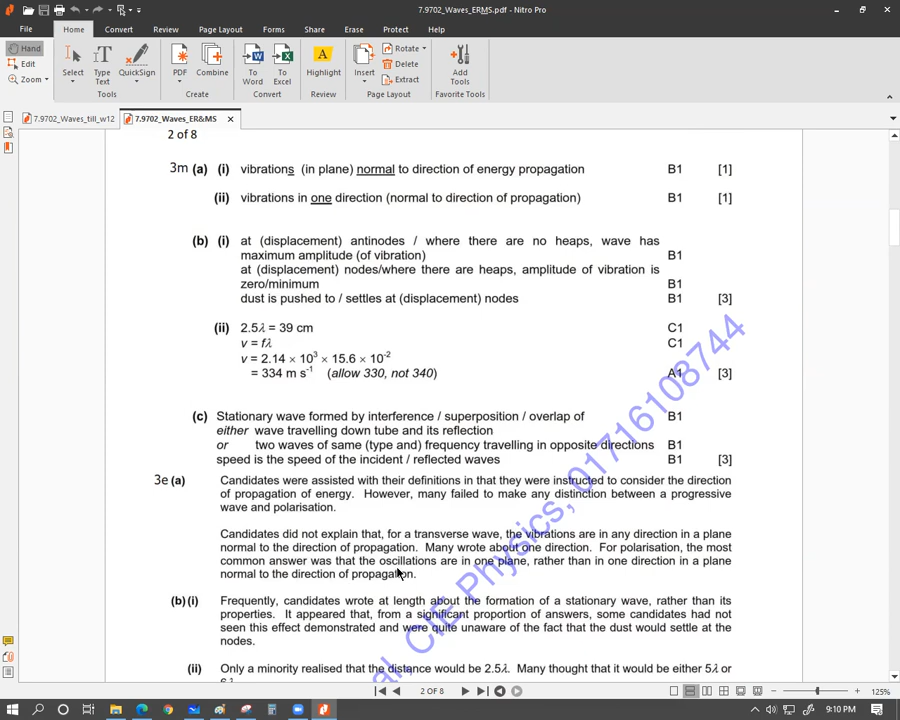 7.9702_Waves_ERMS.pdf - Nitro Pro
File Home Convert Review Page Layout Forms Share Erase Protect Help
Hand
Edit
Zoom
Select
Type Text
QuickSign
Tools
PDF
Combine
Create
To Word
To Excel
Convert
Highlight
Review
Insert
Rotate
Delete
Extract
Page Layout
Add Tools
Favorite Tools
7.9702_Waves_till_w12
7.9702_Waves_ER&MS
2 of 8
3m (a) (i) vibrations (in plane) normal to direction of energy propagation B1 [1]
(ii) vibrations in one direction (normal to direction of propagation) B1 [1]
(b) (i) at (displacement) antinodes / where there are no heaps, wave has
maximum amplitude (of vibration) B1
at (displacement) nodes/where there are heaps, amplitude of vibration is
zero/minimum B1
dust is pushed to / settles at (displacement) nodes B1 [3]
(ii) 2.5λ = 39 cm C1
v = fλ C1
v = 2.14 × 10³ × 15.6 × 10⁻²
= 334 m s⁻¹ (allow 330, not 340) A1 [3]
(c) Stationary wave formed by interference / superposition / overlap of B1
either wave travelling down tube and its reflection
or two waves of same (type and) frequency travelling in opposite directions B1
speed is the speed of the incident / reflected waves B1 [3]
3e (a) Candidates were assisted with their definitions in that they were instructed to consider the direction
of propagation of energy. However, many failed to make any distinction between a progressive
wave and polarisation.
Candidates did not explain that, for a transverse wave, the vibrations are in any direction in a plane
normal to the direction of propagation. Many wrote about one direction. For polarisation, the most
common answer was that the oscillations are in one plane, rather than in one direction in a plane
normal to the direction of propagation.
(b)(i) Frequently, candidates wrote at length about the formation of a stationary wave, rather than its
properties. It appeared that, from a significant proportion of answers, some candidates had not
seen this effect demonstrated and were quite unaware of the fact that the dust would settle at the
nodes.
(ii) Only a minority realised that the distance would be 2.5λ. Many thought that it would be either 5λ or
al, CIE Physics, 01716108744
2 OF 8
125%
9:10 PM